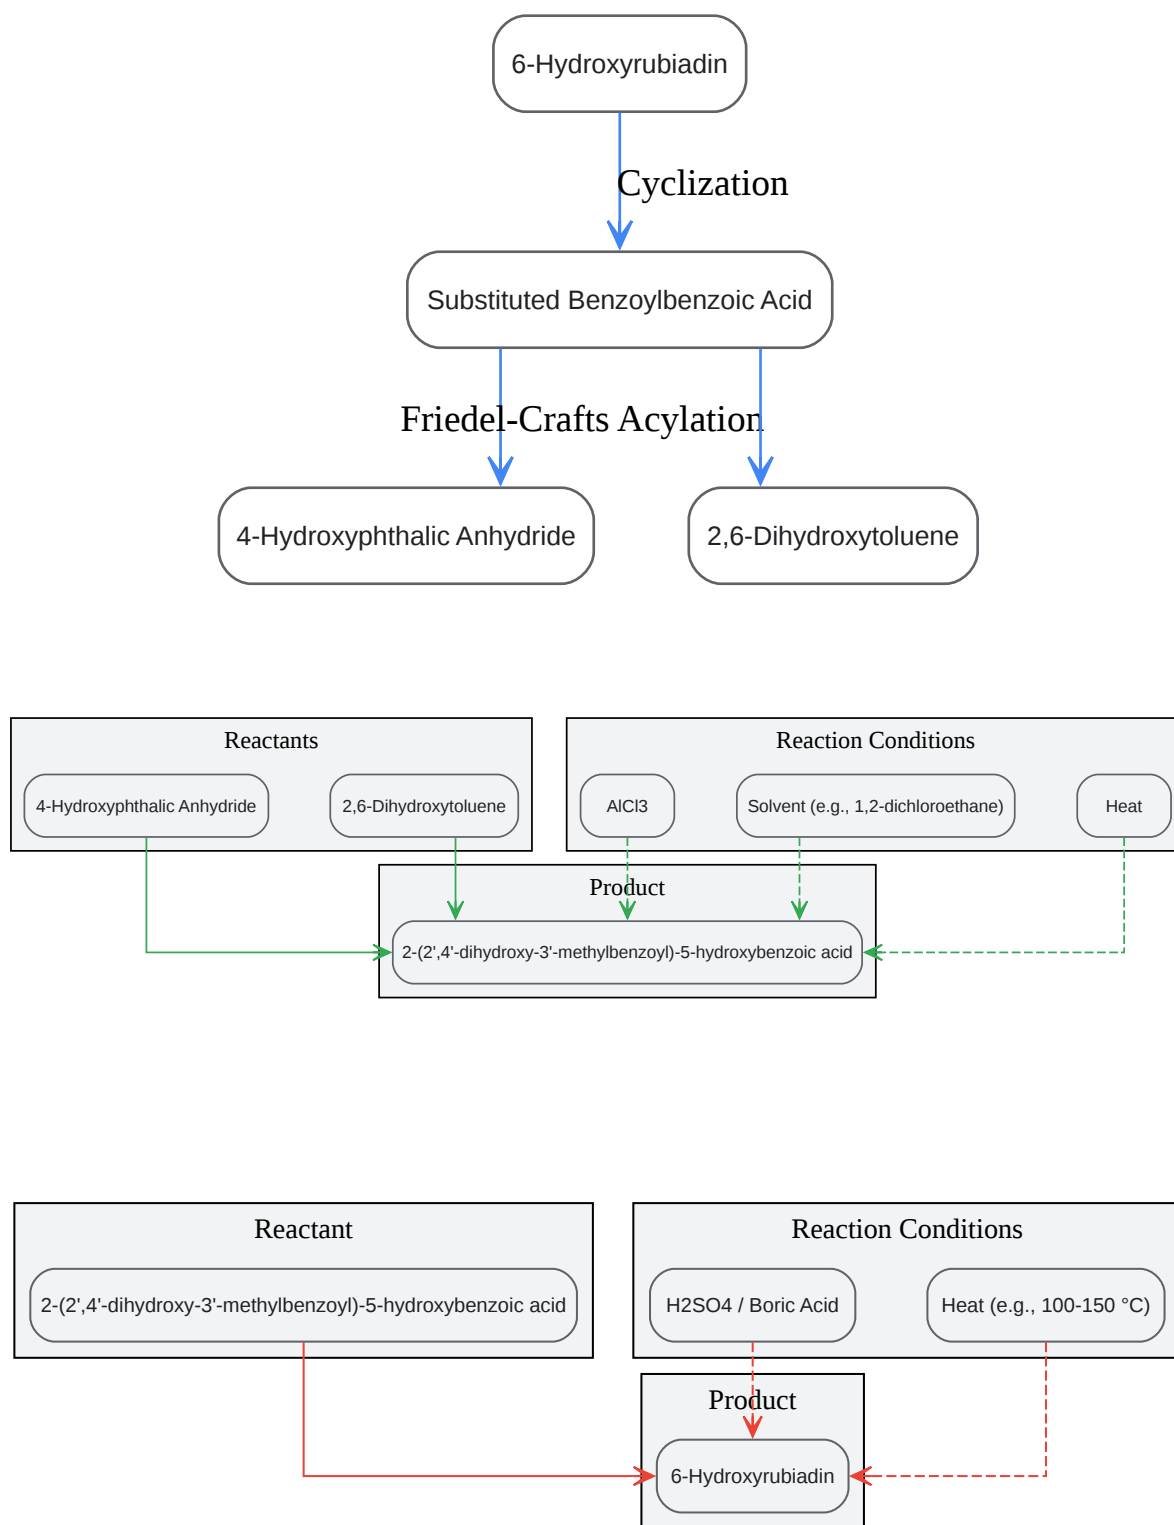 6-Hydroxyrubiadin
Cyclization
Substituted Benzoylbenzoic Acid
Friedel-Crafts Acylation
4-Hydroxyphthalic Anhydride
2,6-Dihydroxytoluene
Reactants
4-Hydroxyphthalic Anhydride
2,6-Dihydroxytoluene
Reaction Conditions
AlCl3
Solvent (e.g., 1,2-dichloroethane)
Heat
Product
2-(2',4'-dihydroxy-3'-methylbenzoyl)-5-hydroxybenzoic acid
Reactant
2-(2',4'-dihydroxy-3'-methylbenzoyl)-5-hydroxybenzoic acid
Reaction Conditions
H2SO4 / Boric Acid
Heat (e.g., 100-150 °C)
Product
6-Hydroxyrubiadin